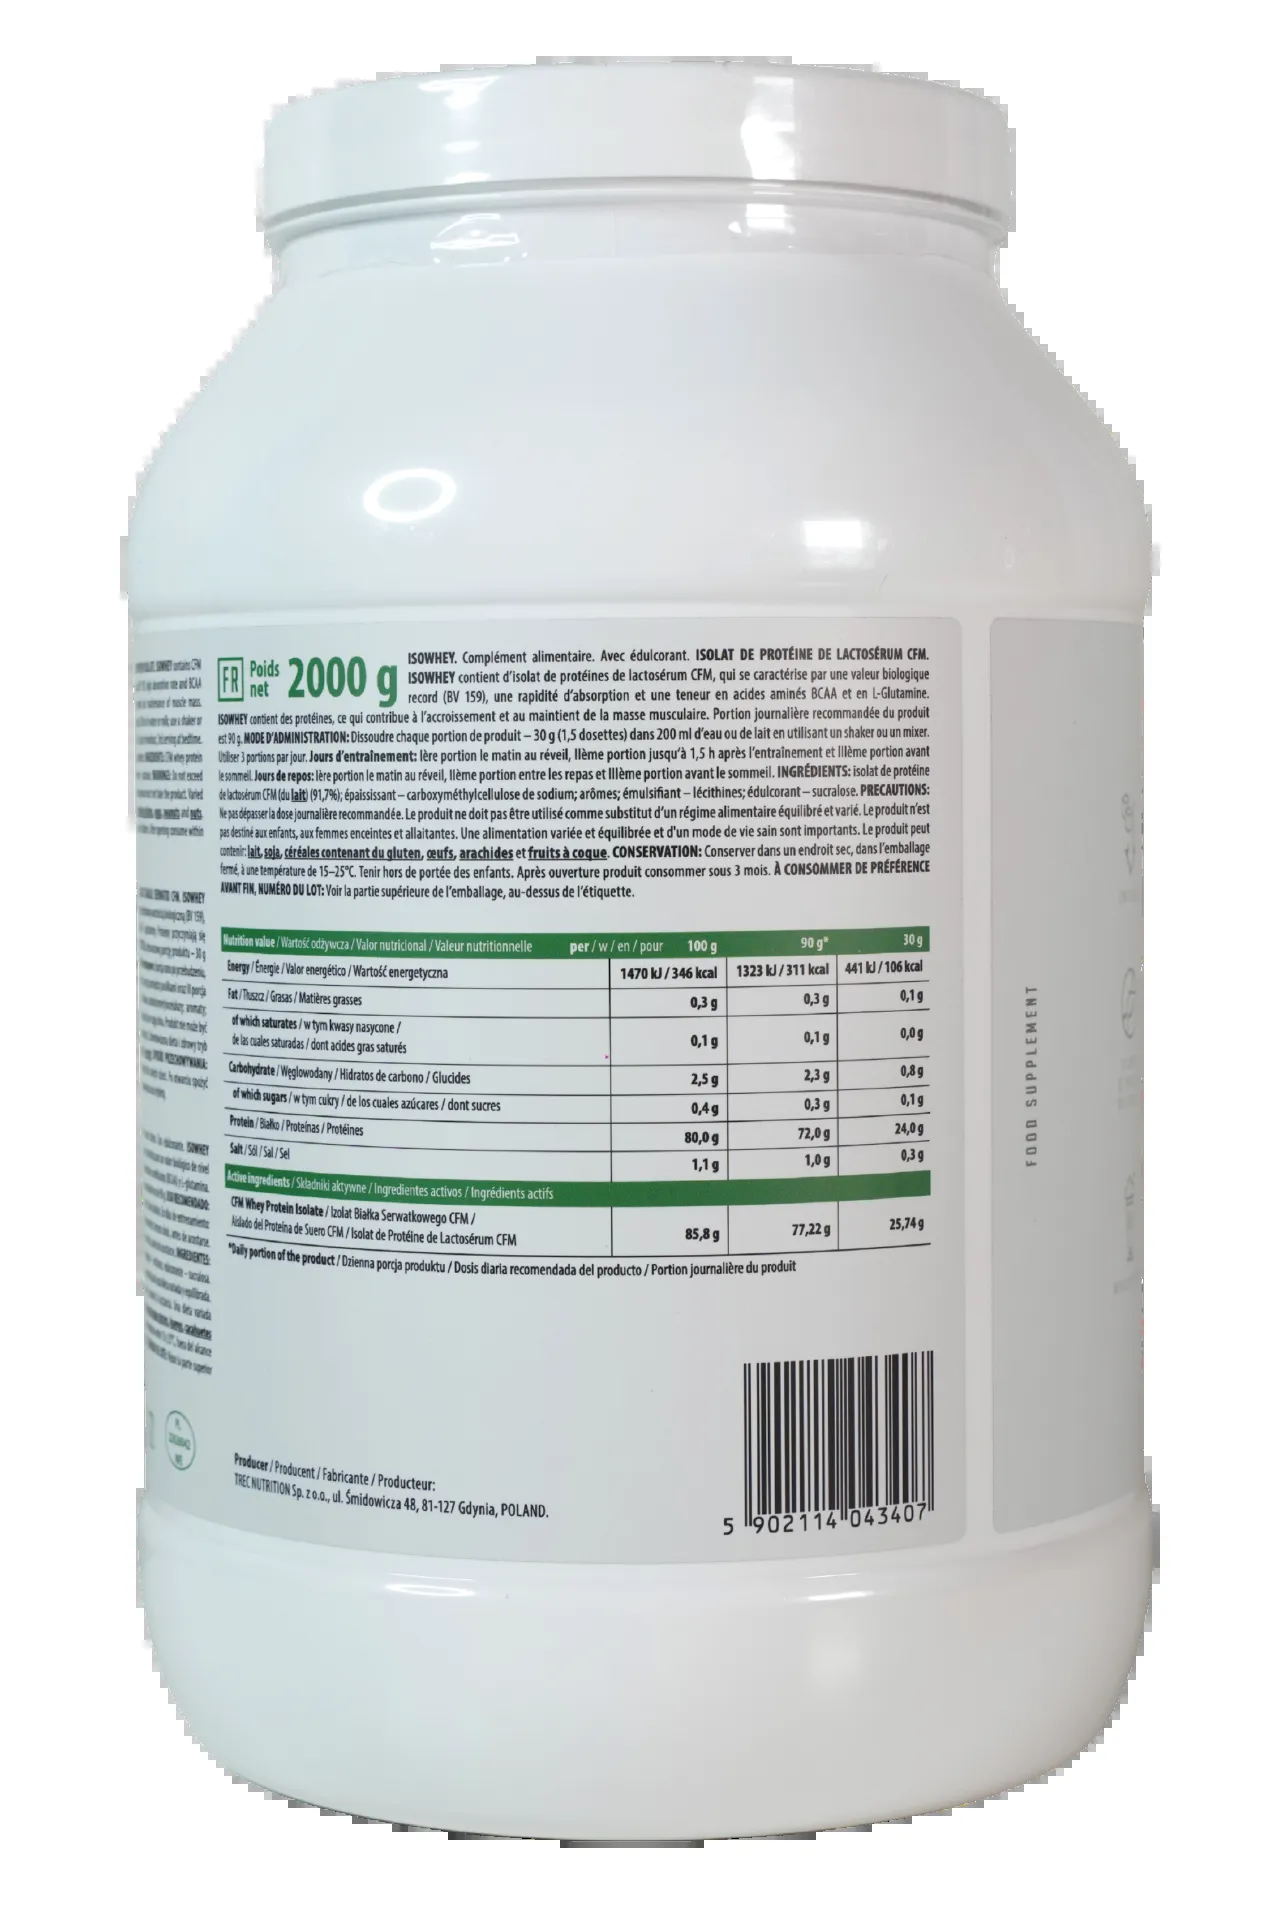 FR Poids net 2000 g
ISOWHEY. Complément alimentaire. Avec édulcorant. ISOLAT DE PROTÉINE DE LACTOSÉRUM CFM.
ISOWHEY contient d'isolat de protéines de lactosérum CFM, qui se caractérise par une valeur biologique
record (BV 159), une rapidité d'absorption et une teneur en acides aminés BCAA et en L-Glutamine.
ISOWHEY contient des protéines, ce qui contribue à l'accroissement et au maintient de la masse musculaire. Portion journalière recommandée du produit
est 90 g. MODE D'ADMINISTRATION: Dissoudre chaque portion de produit – 30 g (1,5 dosettes) dans 200 ml d'eau ou de lait en utilisant un shaker ou un mixer.
Utiliser 3 portions par jour. Jours d'entraînement: Ière portion le matin au réveil, IIème portion jusqu'à 1,5 h après l'entraînement et IIIème portion avant
le sommeil. Jours de repos: Ière portion le matin au réveil, IIème portion entre les repas et IIIème portion avant le sommeil. INGRÉDIENTS: isolat de protéine
de lactosérum CFM (du lait) (91,7%); épaississant – carboxyméthylcellulose de sodium; arômes; émulsifiant – lécithines; édulcorant – sucralose. PRECAUTIONS:
Ne pas dépasser la dose journalière recommandée. Le produit ne doit pas être utilisé comme substitut d'un régime alimentaire équilibré et varié. Le produit n'est
pas destiné aux enfants, aux femmes enceintes et allaitantes. Une alimentation variée et équilibrée et d'un mode de vie sain sont importants. Le produit peut
contenir: lait, soja, céréales contenant du gluten, œufs, arachides et fruits à coque. CONSERVATION: Conserver dans un endroit sec, dans l'emballage
fermé, à une température de 15–25°C. Tenir hors de portée des enfants. Après ouverture produit consommer sous 3 mois. À CONSOMMER DE PRÉFÉRENCE
AVANT FIN, NUMÉRO DU LOT: Voir la partie supérieure de l'emballage, au-dessus de l'étiquette.
Nutrition value / Wartość odżywcza / Valor nutricional / Valeur nutritionnelle per / w / en / pour 100 g 90 g* 30 g
Energy / Énergie / Valor energético / Wartość energetyczna 1470 kJ / 346 kcal 1323 kJ / 311 kcal 441 kJ / 106 kcal
Fat / Tłuszcz / Grasas / Matières grasses 0,3 g 0,3 g 0,1 g
of which saturates / w tym kwasy nasycone /
de las cuales saturadas / dont acides gras saturés 0,1 g 0,1 g 0,0 g
Carbohydrate / Węglowodany / Hidratos de carbono / Glucides 2,5 g 2,3 g 0,8 g
of which sugars / w tym cukry / de los cuales azúcares / dont sucres 0,4 g 0,3 g 0,1 g
Protein / Białko / Proteínas / Protéines 80,0 g 72,0 g 24,0 g
Salt / Sól / Sal / Sel 1,1 g 1,0 g 0,3 g
Active ingredients / Składniki aktywne / Ingredientes activos / Ingrédients actifs
CFM Whey Protein Isolate / Izolat Białka Serwatkowego CFM /
Aislado del Proteína de Suero CFM / Isolat de Protéine de Lactosérum CFM 85,8 g 77,22 g 25,74 g
*Daily portion of the product / Dzienna porcja produktu / Dosis diaria recomendada del producto / Portion journalière du produit
Producer / Producent / Fabricante / Producteur:
TREC NUTRITION Sp. z o.o., ul. Śmidowicza 48, 81-127 Gdynia, POLAND.
5 902114 043407
FOOD SUPPLEMENT